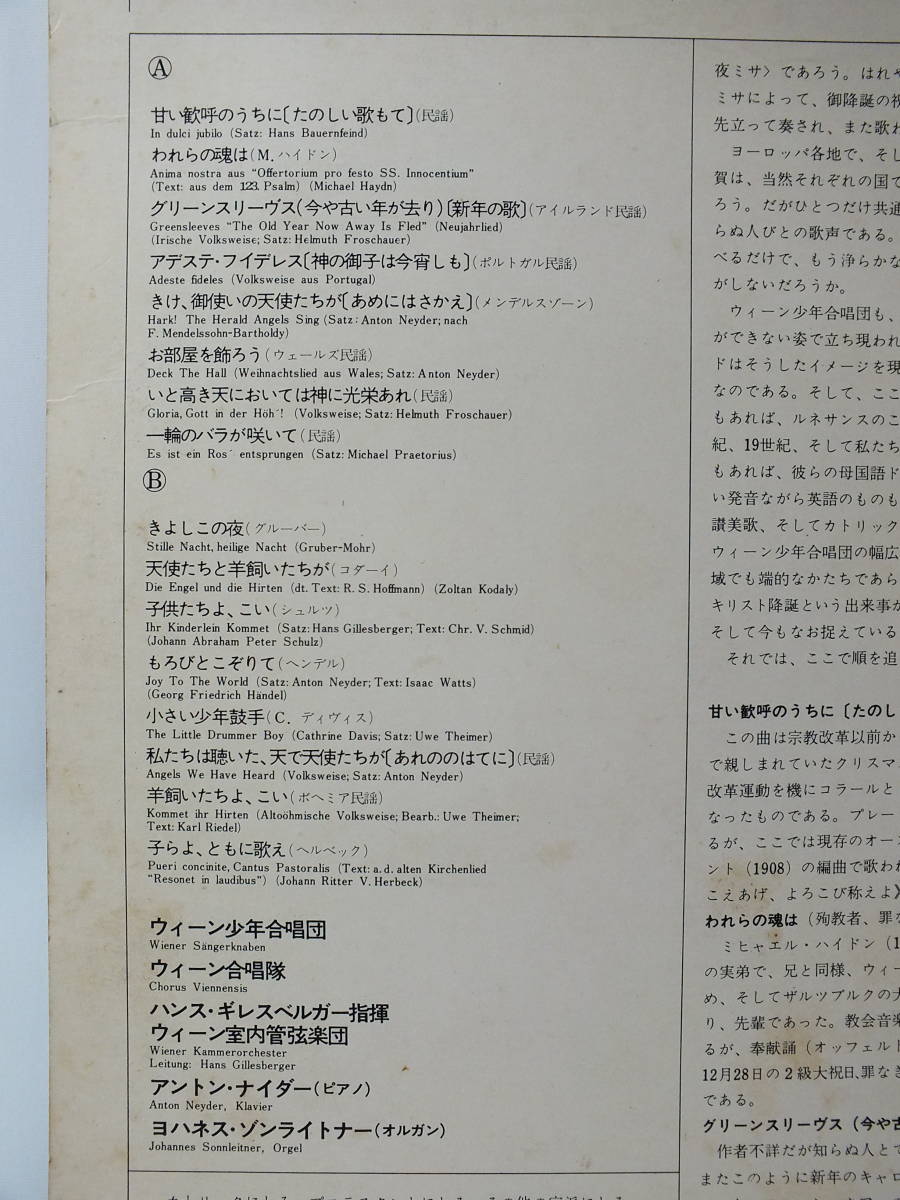 Ⓐ
甘い歓呼のうちに〔たのしい歌もて〕(民謡)
In dulci jubilo (Satz: Hans Bauernfeind)
われらの魂は(M. ハイドン)
Anima nostra aus “Offertorium pro festo SS. Innocentium”
(Text: aus dem 123. Psalm) (Michael Haydn)
グリーンスリーヴス(今や古い年が去り)〔新年の歌〕(アイルランド民謡)
Greensleeves “The Old Year Now Away Is Fled” (Neujahrlied)
(Irische Volksweise; Satz: Helmuth Froschauer)
アデステ・フイデレス〔神の御子は今宵しも〕(ポルトガル民謡)
Adeste fideles (Volksweise aus Portugal)
きけ、御使いの天使たちが〔あめにはさかえ〕(メンデルスゾーン)
Hark! The Herald Angels Sing (Satz: Anton Neyder; nach
F. Mendelssohn-Bartholdy)
お部屋を飾ろう(ウェールズ民謡)
Deck The Hall (Weihnachtslied aus Wales; Satz: Anton Neyder)
いと高き天においては神に光栄あれ(民謡)
Gloria, Gott in der Höh´! (Volksweise; Satz: Helmuth Froschauer)
一輪のバラが咲いて(民謡)
Es ist ein Ros´ entsprungen (Satz: Michael Praetorius)
Ⓑ
きよしこの夜(グルーバー)
Stille Nacht, heilige Nacht (Gruber-Mohr)
天使たちと羊飼いたちが(コダーイ)
Die Engel und die Hirten (dt. Text: R. S. Hoffmann) (Zoltan Kodaly)
子供たちよ、こい(シュルツ)
Ihr Kinderlein Kommet (Satz: Hans Gillesberger; Text: Chr. V. Schmid)
(Johann Abraham Peter Schulz)
もろびとこぞりて(ヘンデル)
Joy To The World (Satz: Anton Neyder; Text: Isaac Watts)
(Georg Friedrich Händel)
小さい少年鼓手(C. ディヴィス)
The Little Drummer Boy (Cathrine Davis; Satz: Uwe Theimer)
私たちは聴いた、天で天使たちが〔あれののはてに〕(民謡)
Angels We Have Heard (Volksweise; Satz: Anton Neyder)
羊飼いたちよ、こい(ボヘミア民謡)
Kommet ihr Hirten (Altoöhmische Volksweise; Bearb.: Uwe Theimer;
Text: Karl Riedel)
子らよ、ともに歌え(ヘルベック)
Pueri concinite, Cantus Pastoralis (Text: a. d. alten Kirchenlied
“Resonet in laudibus”) (Johann Ritter V. Herbeck)
ウィーン少年合唱団
Wiener Sängerknaben
ウィーン合唱隊
Chorus Viennensis
ハンス・ギレスベルガー指揮
ウィーン室内管弦楽団
Wiener Kammerorchester
Leitung: Hans Gillesberger
アントン・ナイダー(ピアノ)
Anton Neyder, Klavier
ヨハネス・ゾンライトナー(オルガン)
Johannes Sonnleitner, Orgel
夜ミサ〉であろう。はれや
ミサによって、御降誕の祝
先立って奏され、また歌わ
ヨーロッパ各地で、そし
賀は、当然それぞれの国で
ろう。だがひとつだけ共通
らぬ人びとの歌声である。
べるだけで、もう浄らかな
がしないだろうか。
ウィーン少年合唱団も、
ができない姿で立ち現われ
ドはそうしたイメージを現
なのである。そして、ここ
もあれば、ルネサンスのこ
紀、19世紀、そして私たち
もあれば、彼らの母国語ド
い発音ながら英語のものも
讃美歌、そしてカトリック
ウィーン少年合唱団の幅広
域でも端的なかたちであら
キリスト降誕という出来事が
そして今もなお捉えている
それでは、ここで順を追
甘い歓呼のうちに〔たのし
この曲は宗教改革以前か
で親しまれていたクリスマ
改革運動を機にコラールと
なったものである。プレー
るが、ここでは現存のオー
ント(1908)の編曲で歌われ
こえあげ、よろこび称えよ》
われらの魂は(殉教者、罪な
ミヒャエル・ハイドン(1
の実弟で、兄と同様、ウィー
め、そしてザルツブルクの大
り、先輩であった。教会音楽
るが、奉献誦(オッフェルト
12月28日の2級大祝日、罪なき
である。
グリーンスリーヴス(今や古
作者不詳だが知らぬ人とて
またこのように新年のキャロ